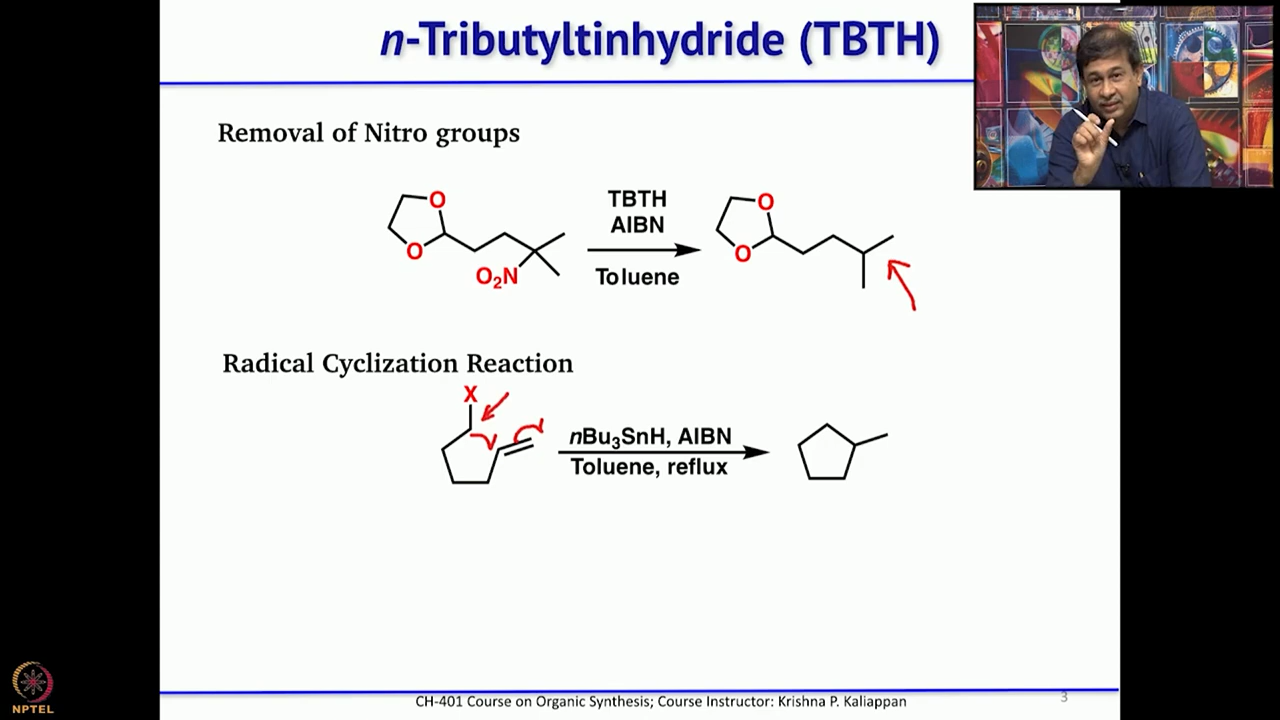 n-Tributyltinhydride (TBTH)
Removal of Nitro groups
O
O
O₂N
TBTH
AIBN
Toluene
O
O
Radical Cyclization Reaction
X
nBu₃SnH, AIBN
Toluene, reflux
NPTEL
CH-401 Course on Organic Synthesis; Course Instructor: Krishna P. Kaliappan
3